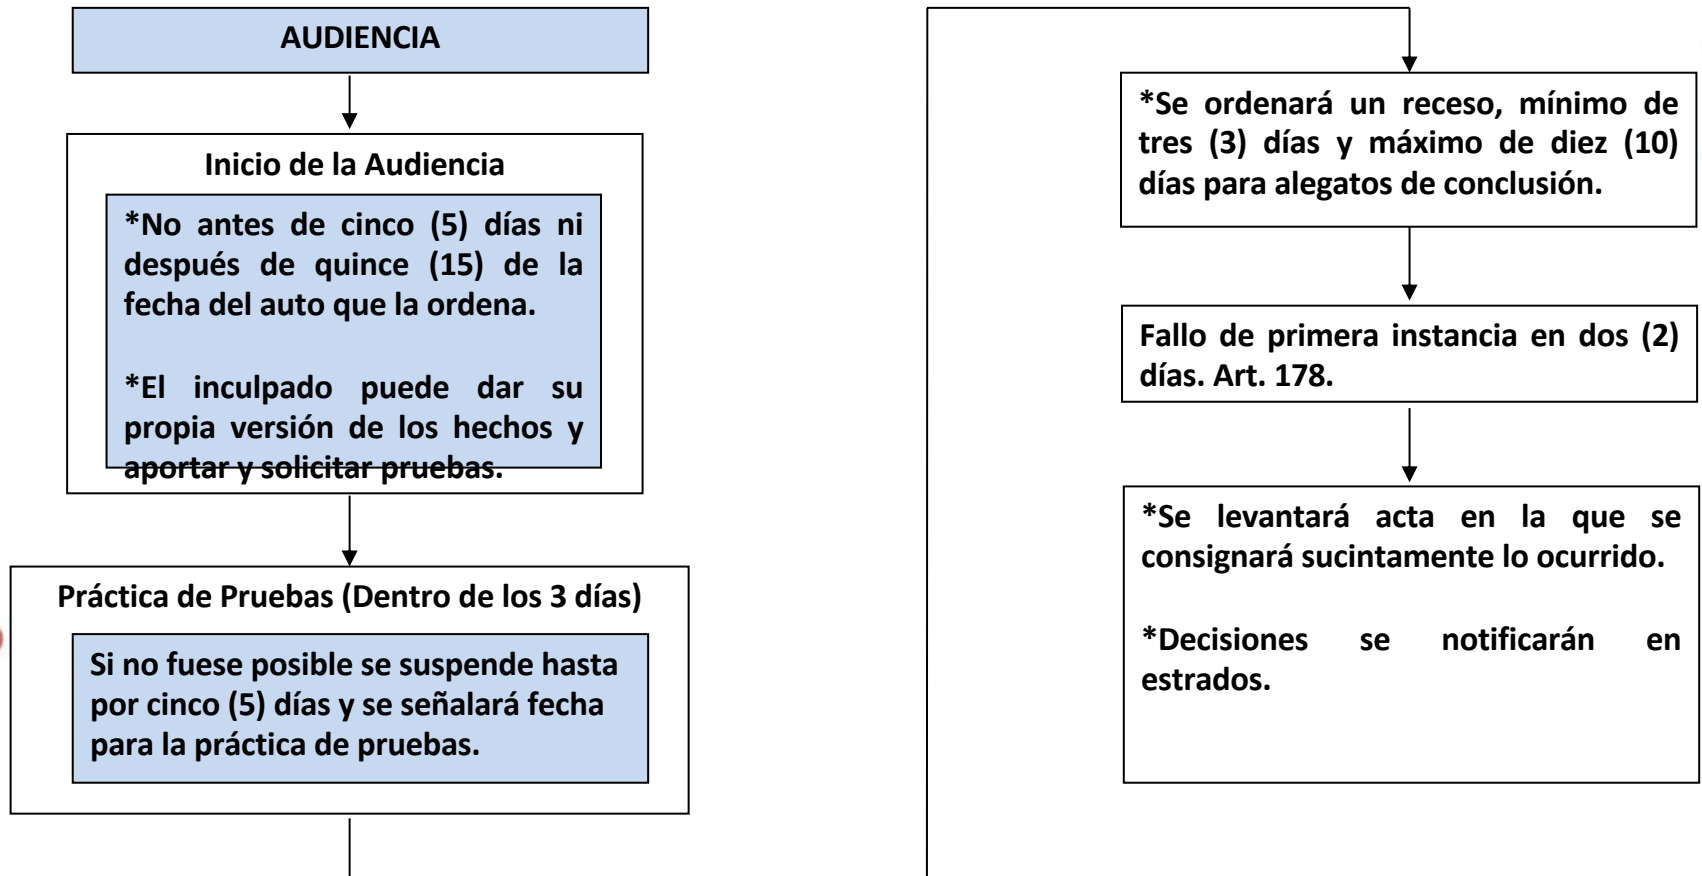 AUDIENCIA
Inicio de la Audiencia
*No antes de cinco (5) días ni
después de quince (15) de la
fecha del auto que la ordena.
*El inculpado puede dar su
propia versión de los hechos y
aportar y solicitar pruebas.
Práctica de Pruebas (Dentro de los 3 días)
Si no fuese posible se suspende hasta
por cinco (5) días y se señalará fecha
para la práctica de pruebas.
*Se ordenará un receso, mínimo de
tres (3) días y máximo de diez (10)
días para alegatos de conclusión.
Fallo de primera instancia en dos (2)
días. Art. 178.
*Se levantará acta en la que se
consignará sucintamente lo ocurrido.
*Decisiones se notificarán en
estrados.